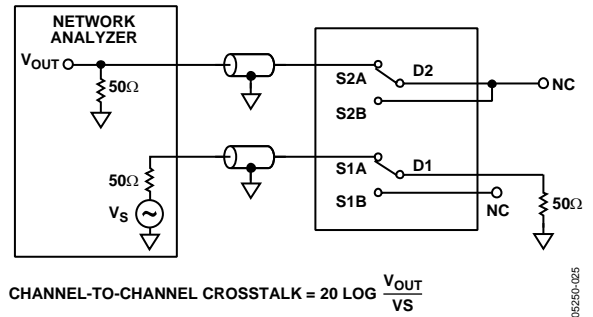 NETWORK
ANALYZER
VOUT
50Ω
S2A
D2
NC
S2B
50Ω
VS
S1A
D1
S1B
NC
50Ω
CHANNEL-TO-CHANNEL CROSSTALK = 20 LOG VOUT
VS
05250-025